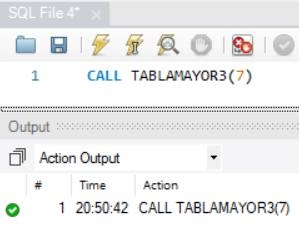 SQL File 4*
1 CALL TABLAMAYOR3(7)
Output
Action Output
# Time Action
1 20:50:42 CALL TABLAMAYOR3(7)